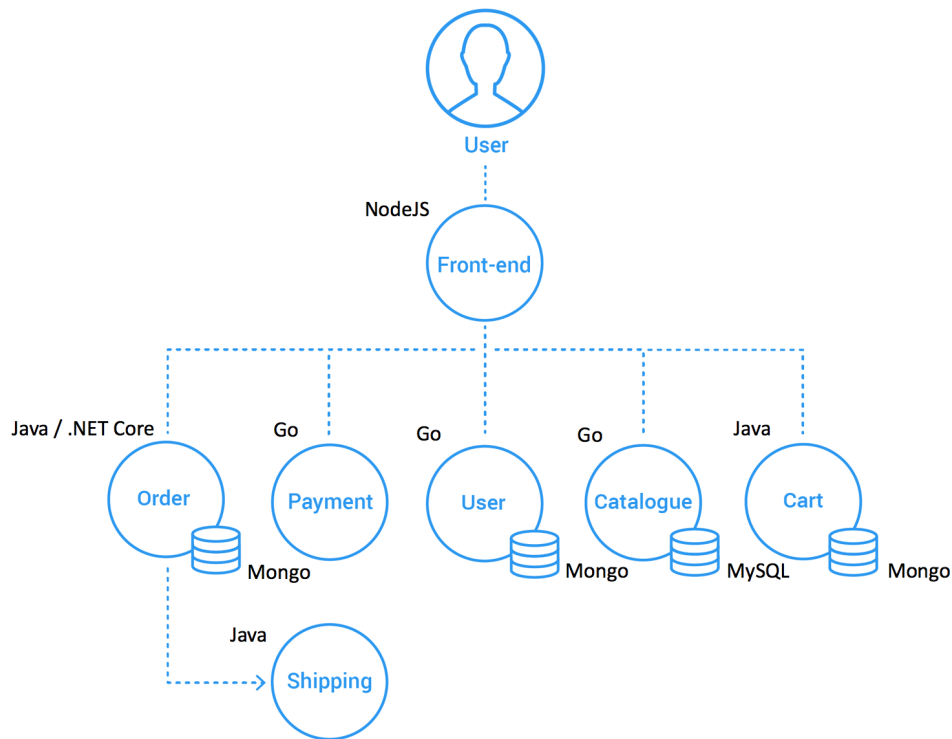 User
NodeJS
Front-end
Java / .NET Core
Go
Go
Go
Java
Order
Payment
User
Catalogue
Cart
Mongo
Mongo
MySQL
Mongo
Java
Shipping